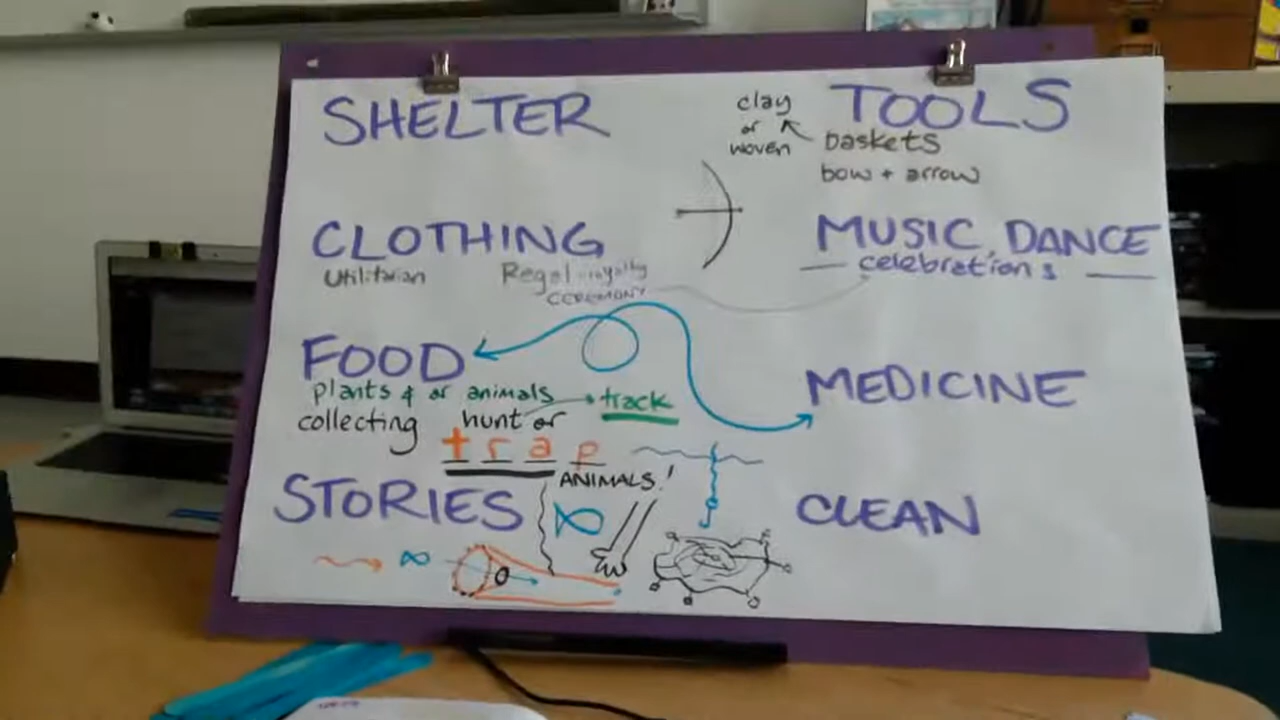 SHELTER
TOOLS
clay
or
woven
baskets
bow + arrow
CLOTHING
Utilitarian
Regal royalty
CEREMONY
MUSIC, DANCE
celebrations
FOOD
plants & or animals
collecting
hunt or
track
trap
ANIMALS!
MEDICINE
STORIES
CLEAN